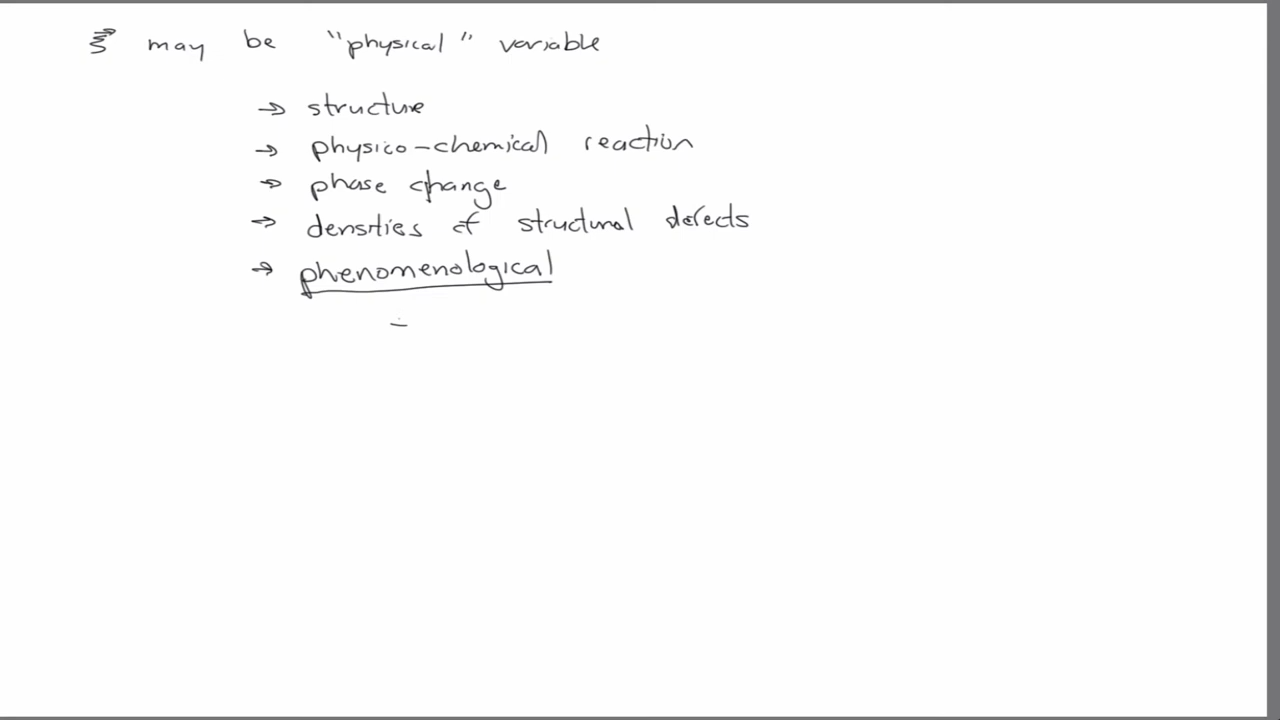 ξ⃗ may be "physical" variable
→ structure
→ physico-chemical reaction
→ phase change
→ densities of structural defects
→ phenomenological
-